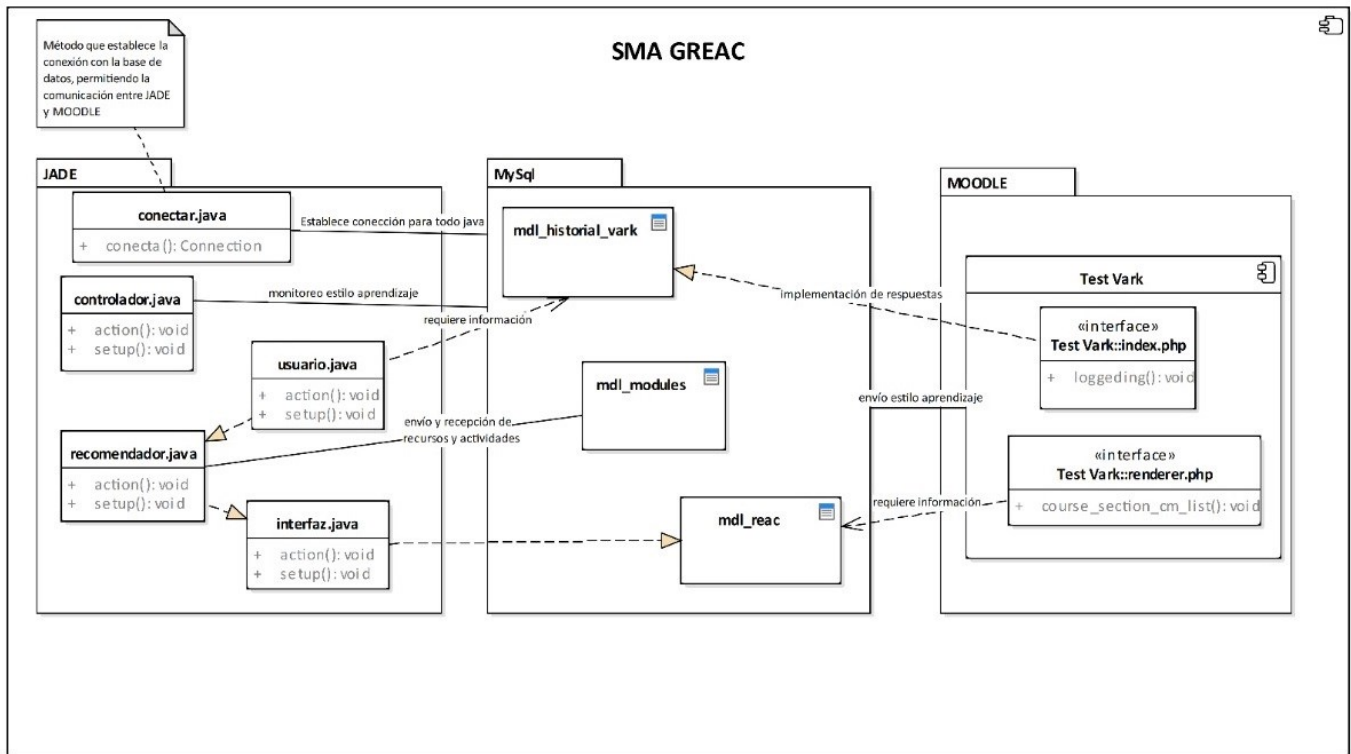 Método que establece la
conexión con la base de
datos, permitiendo la
comunicación entre JADE
y MOODLE
SMA GREAC
JADE
conectar.java
+ conecta(): Connection
controlador.java
+ action(): void
+ setup(): void
usuario.java
+ action(): void
+ setup(): void
recomendador.java
+ action(): void
+ setup(): void
interfaz.java
+ action(): void
+ setup(): void
Establece conección para todo java
monitoreo estilo aprendizaje
requiere información
envío y recepción de
recursos y actividades
MySql
mdl_historial_vark
mdl_modules
mdl_reac
implementación de respuestas
envío estilo aprendizaje
requiere información
MOODLE
Test Vark
«interface»
Test Vark::index.php
+ loggeding(): void
«interface»
Test Vark::renderer.php
+ course_section_cm_list(): void